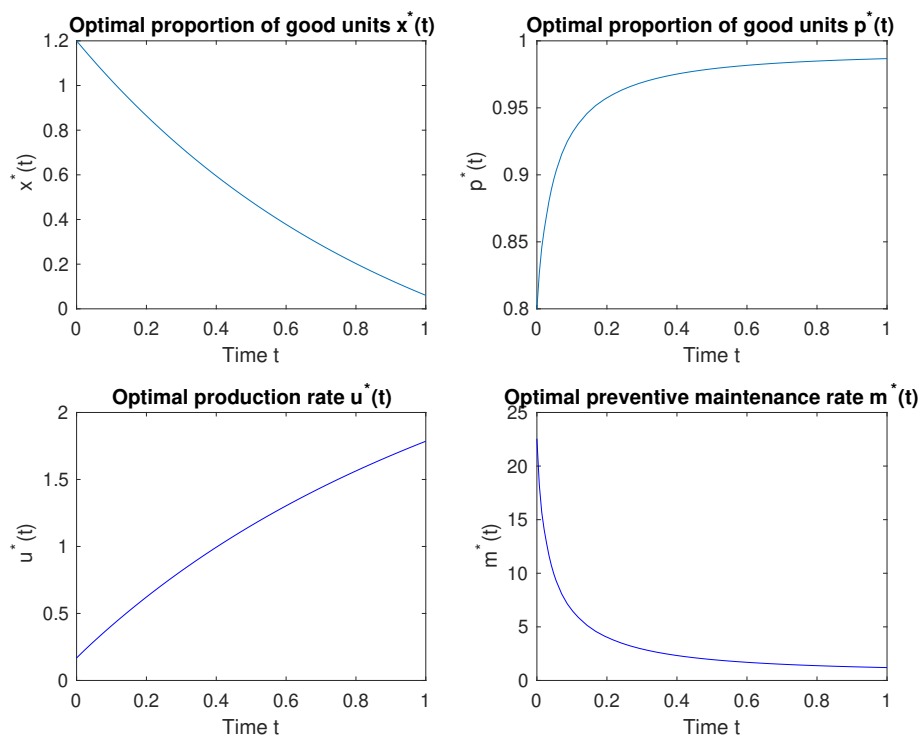 Optimal proportion of good units x*(t)
1.2
1
0.8
0.6
0.4
0.2
0
x*(t)
0 0.2 0.4 0.6 0.8 1
Time t
Optimal proportion of good units p*(t)
1
0.95
0.9
0.85
0.8
p*(t)
0 0.2 0.4 0.6 0.8 1
Time t
Optimal production rate u*(t)
2
1.5
1
0.5
0
u*(t)
0 0.2 0.4 0.6 0.8 1
Time t
Optimal preventive maintenance rate m*(t)
25
20
15
10
5
0
m*(t)
0 0.2 0.4 0.6 0.8 1
Time t